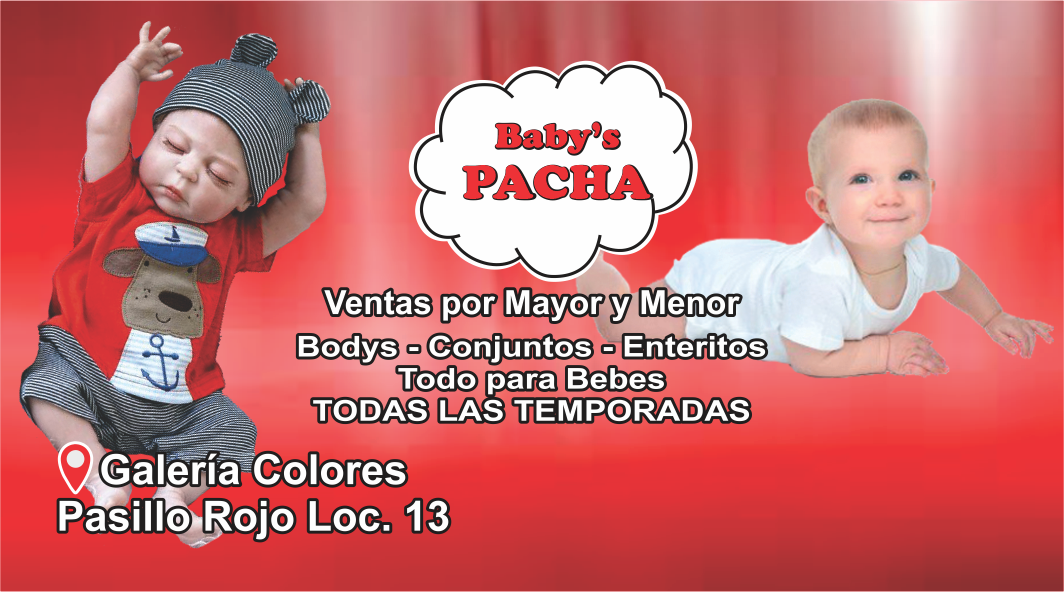 Baby's
PACHA
Ventas por Mayor y Menor
Bodys - Conjuntos - Enteritos
Todo para Bebes
TODAS LAS TEMPORADAS
Galería Colores
Pasillo Rojo Loc. 13